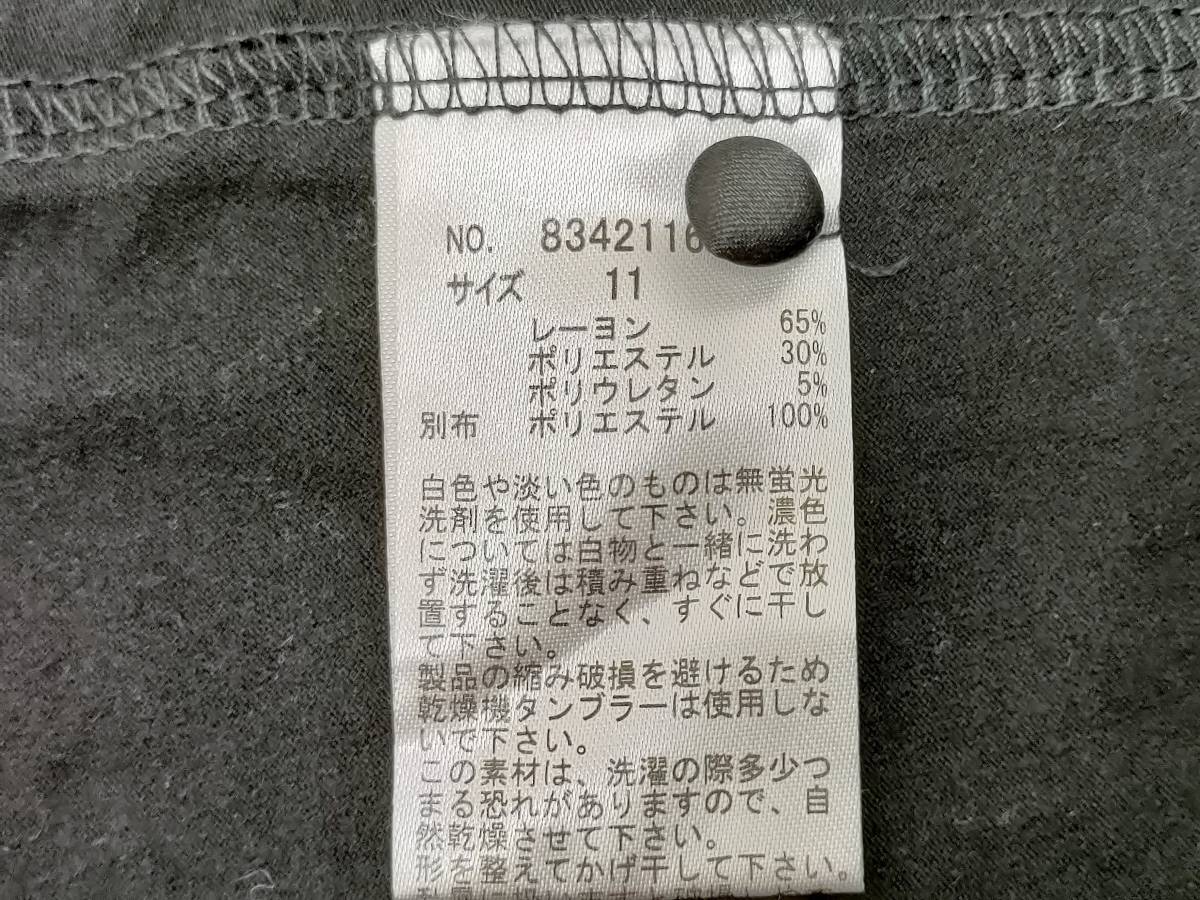 NO. 8342116
サイズ 11
レーヨン 65%
ポリエステル 30%
ポリウレタン 5%
別布 ポリエステル 100%
白色や淡い色のものは無蛍光
洗剤を使用して下さい。濃色
については白物と一緒に洗わ
ず洗濯後は積み重ねなどで放
置することなく、すぐに干し
て下さい。
製品の縮み破損を避けるため
乾燥機タンブラーは使用しな
いで下さい。
この素材は、洗濯の際多少つ
まる恐れがありますので、自
然乾燥させて下さい。
形を整えてかげ干して下さい。